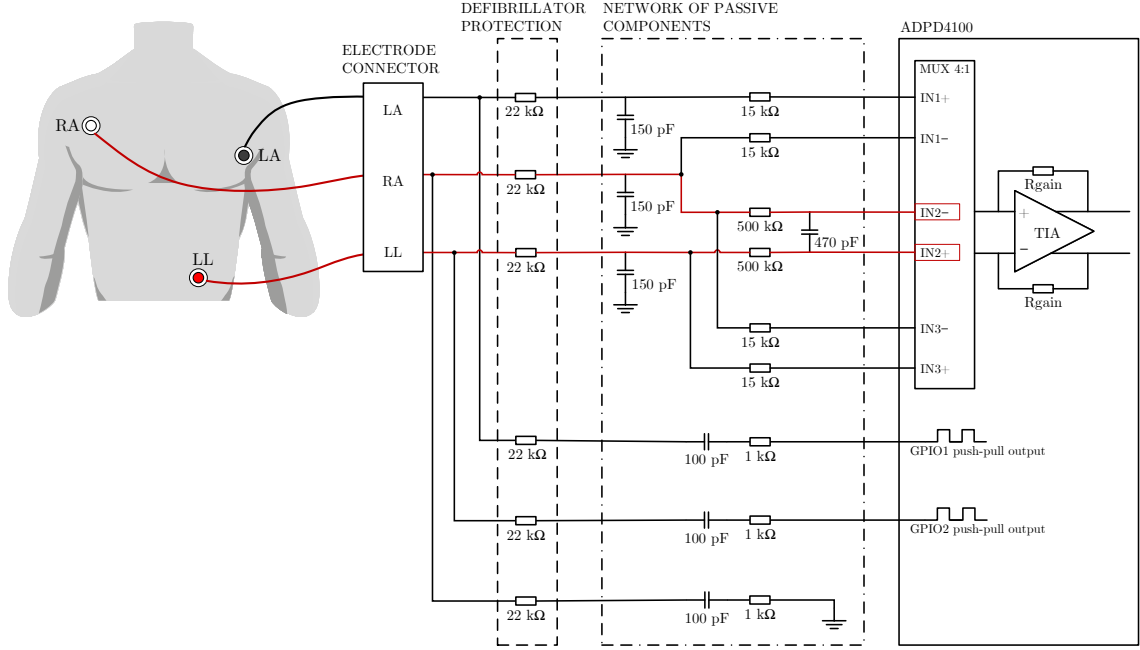 DEFIBRILLATOR
PROTECTION
NETWORK OF PASSIVE
COMPONENTS
ADPD4100
ELECTRODE
CONNECTOR
MUX 4:1
LA
22 kΩ
150 pF
15 kΩ
IN1+
RA
LA
15 kΩ
IN1−
RA
22 kΩ
150 pF
Rgain
500 kΩ
IN2−
+
TIA
−
470 pF
LL
LL
22 kΩ
150 pF
500 kΩ
IN2+
Rgain
15 kΩ
IN3−
15 kΩ
IN3+
22 kΩ
100 pF
1 kΩ
GPIO1 push-pull output
22 kΩ
100 pF
1 kΩ
GPIO2 push-pull output
22 kΩ
100 pF
1 kΩ